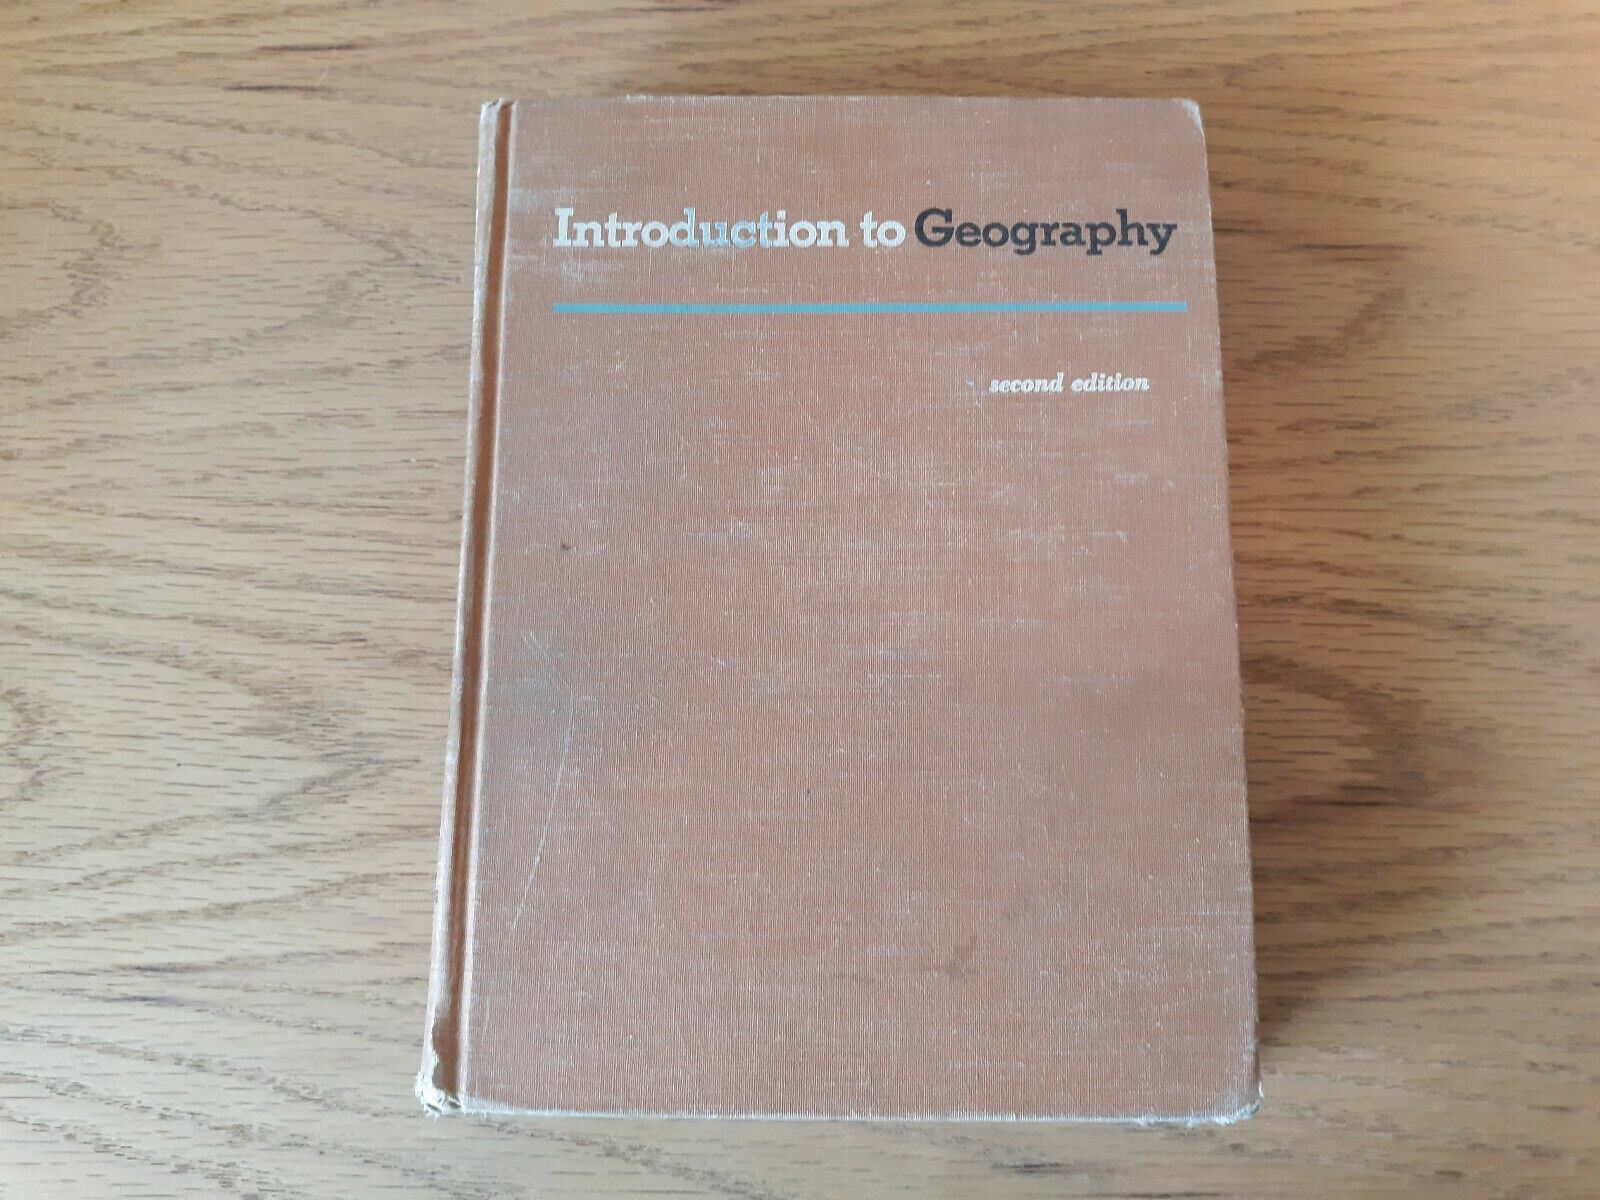 Introduction to Geography
second edition